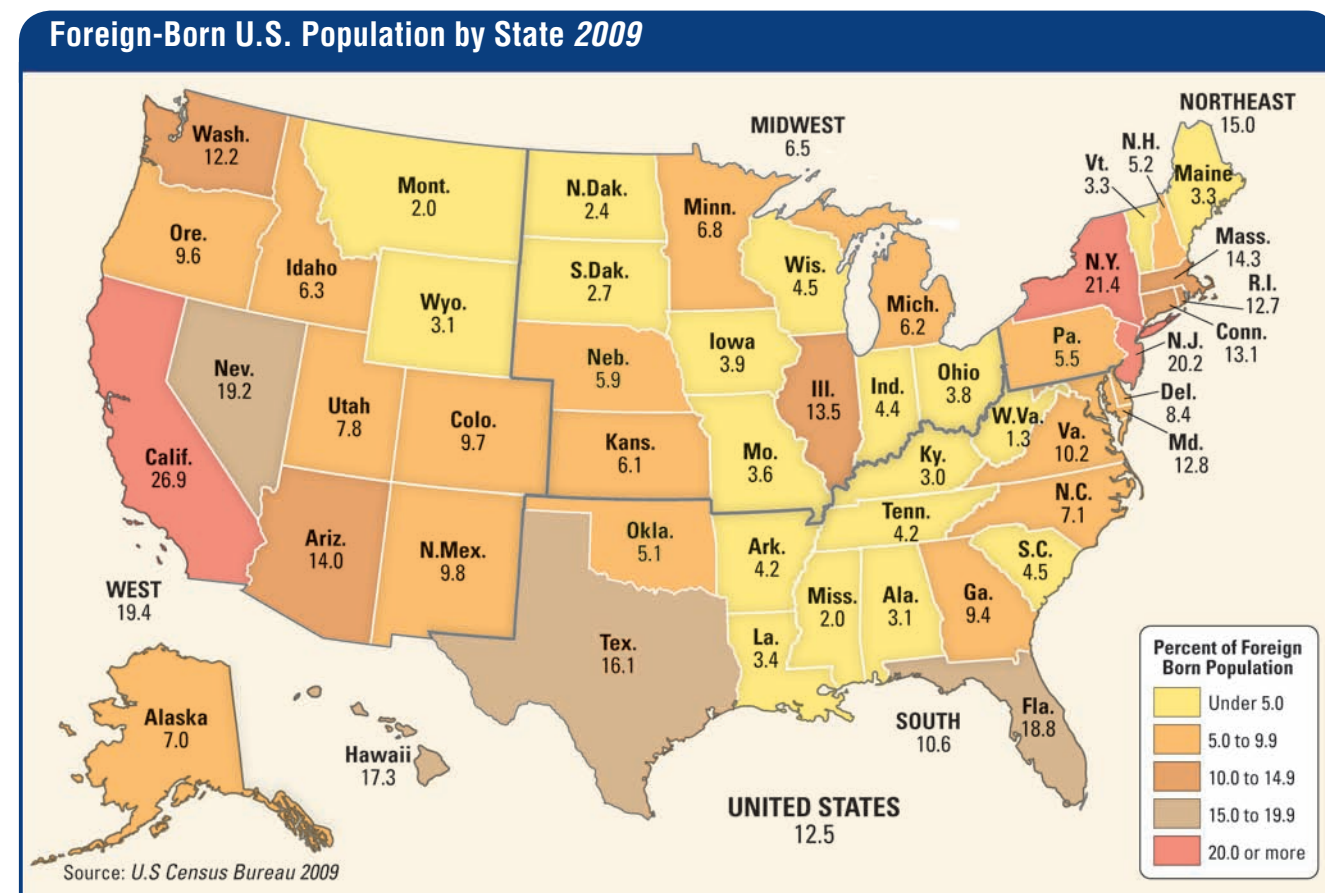 Foreign-Born U.S. Population by State 2009
NORTHEAST
15.0
MIDWEST
6.5
N.H.
5.2
Vt.
3.3
Maine
3.3
Wash.
12.2
Mont.
2.0
N.Dak.
2.4
Minn.
6.8
Ore.
9.6
Idaho
6.3
S.Dak.
2.7
Wis.
4.5
Mich.
6.2
N.Y.
21.4
Mass.
14.3
R.I.
12.7
Conn.
13.1
Wyo.
3.1
Iowa
3.9
Pa.
5.5
N.J.
20.2
Nev.
19.2
Neb.
5.9
Ill.
13.5
Ind.
4.4
Ohio
3.8
Del.
8.4
Utah
7.8
Colo.
9.7
W.Va.
1.3
Va.
10.2
Md.
12.8
Calif.
26.9
Kans.
6.1
Mo.
3.6
Ky.
3.0
N.C.
7.1
Ariz.
14.0
N.Mex.
9.8
Okla.
5.1
Ark.
4.2
Tenn.
4.2
S.C.
4.5
WEST
19.4
Miss.
2.0
Ala.
3.1
Ga.
9.4
Tex.
16.1
La.
3.4
Alaska
7.0
Hawaii
17.3
SOUTH
10.6
Fla.
18.8
UNITED STATES
12.5
Percent of Foreign
Born Population
Under 5.0
5.0 to 9.9
10.0 to 14.9
15.0 to 19.9
20.0 or more
Source: U.S Census Bureau 2009